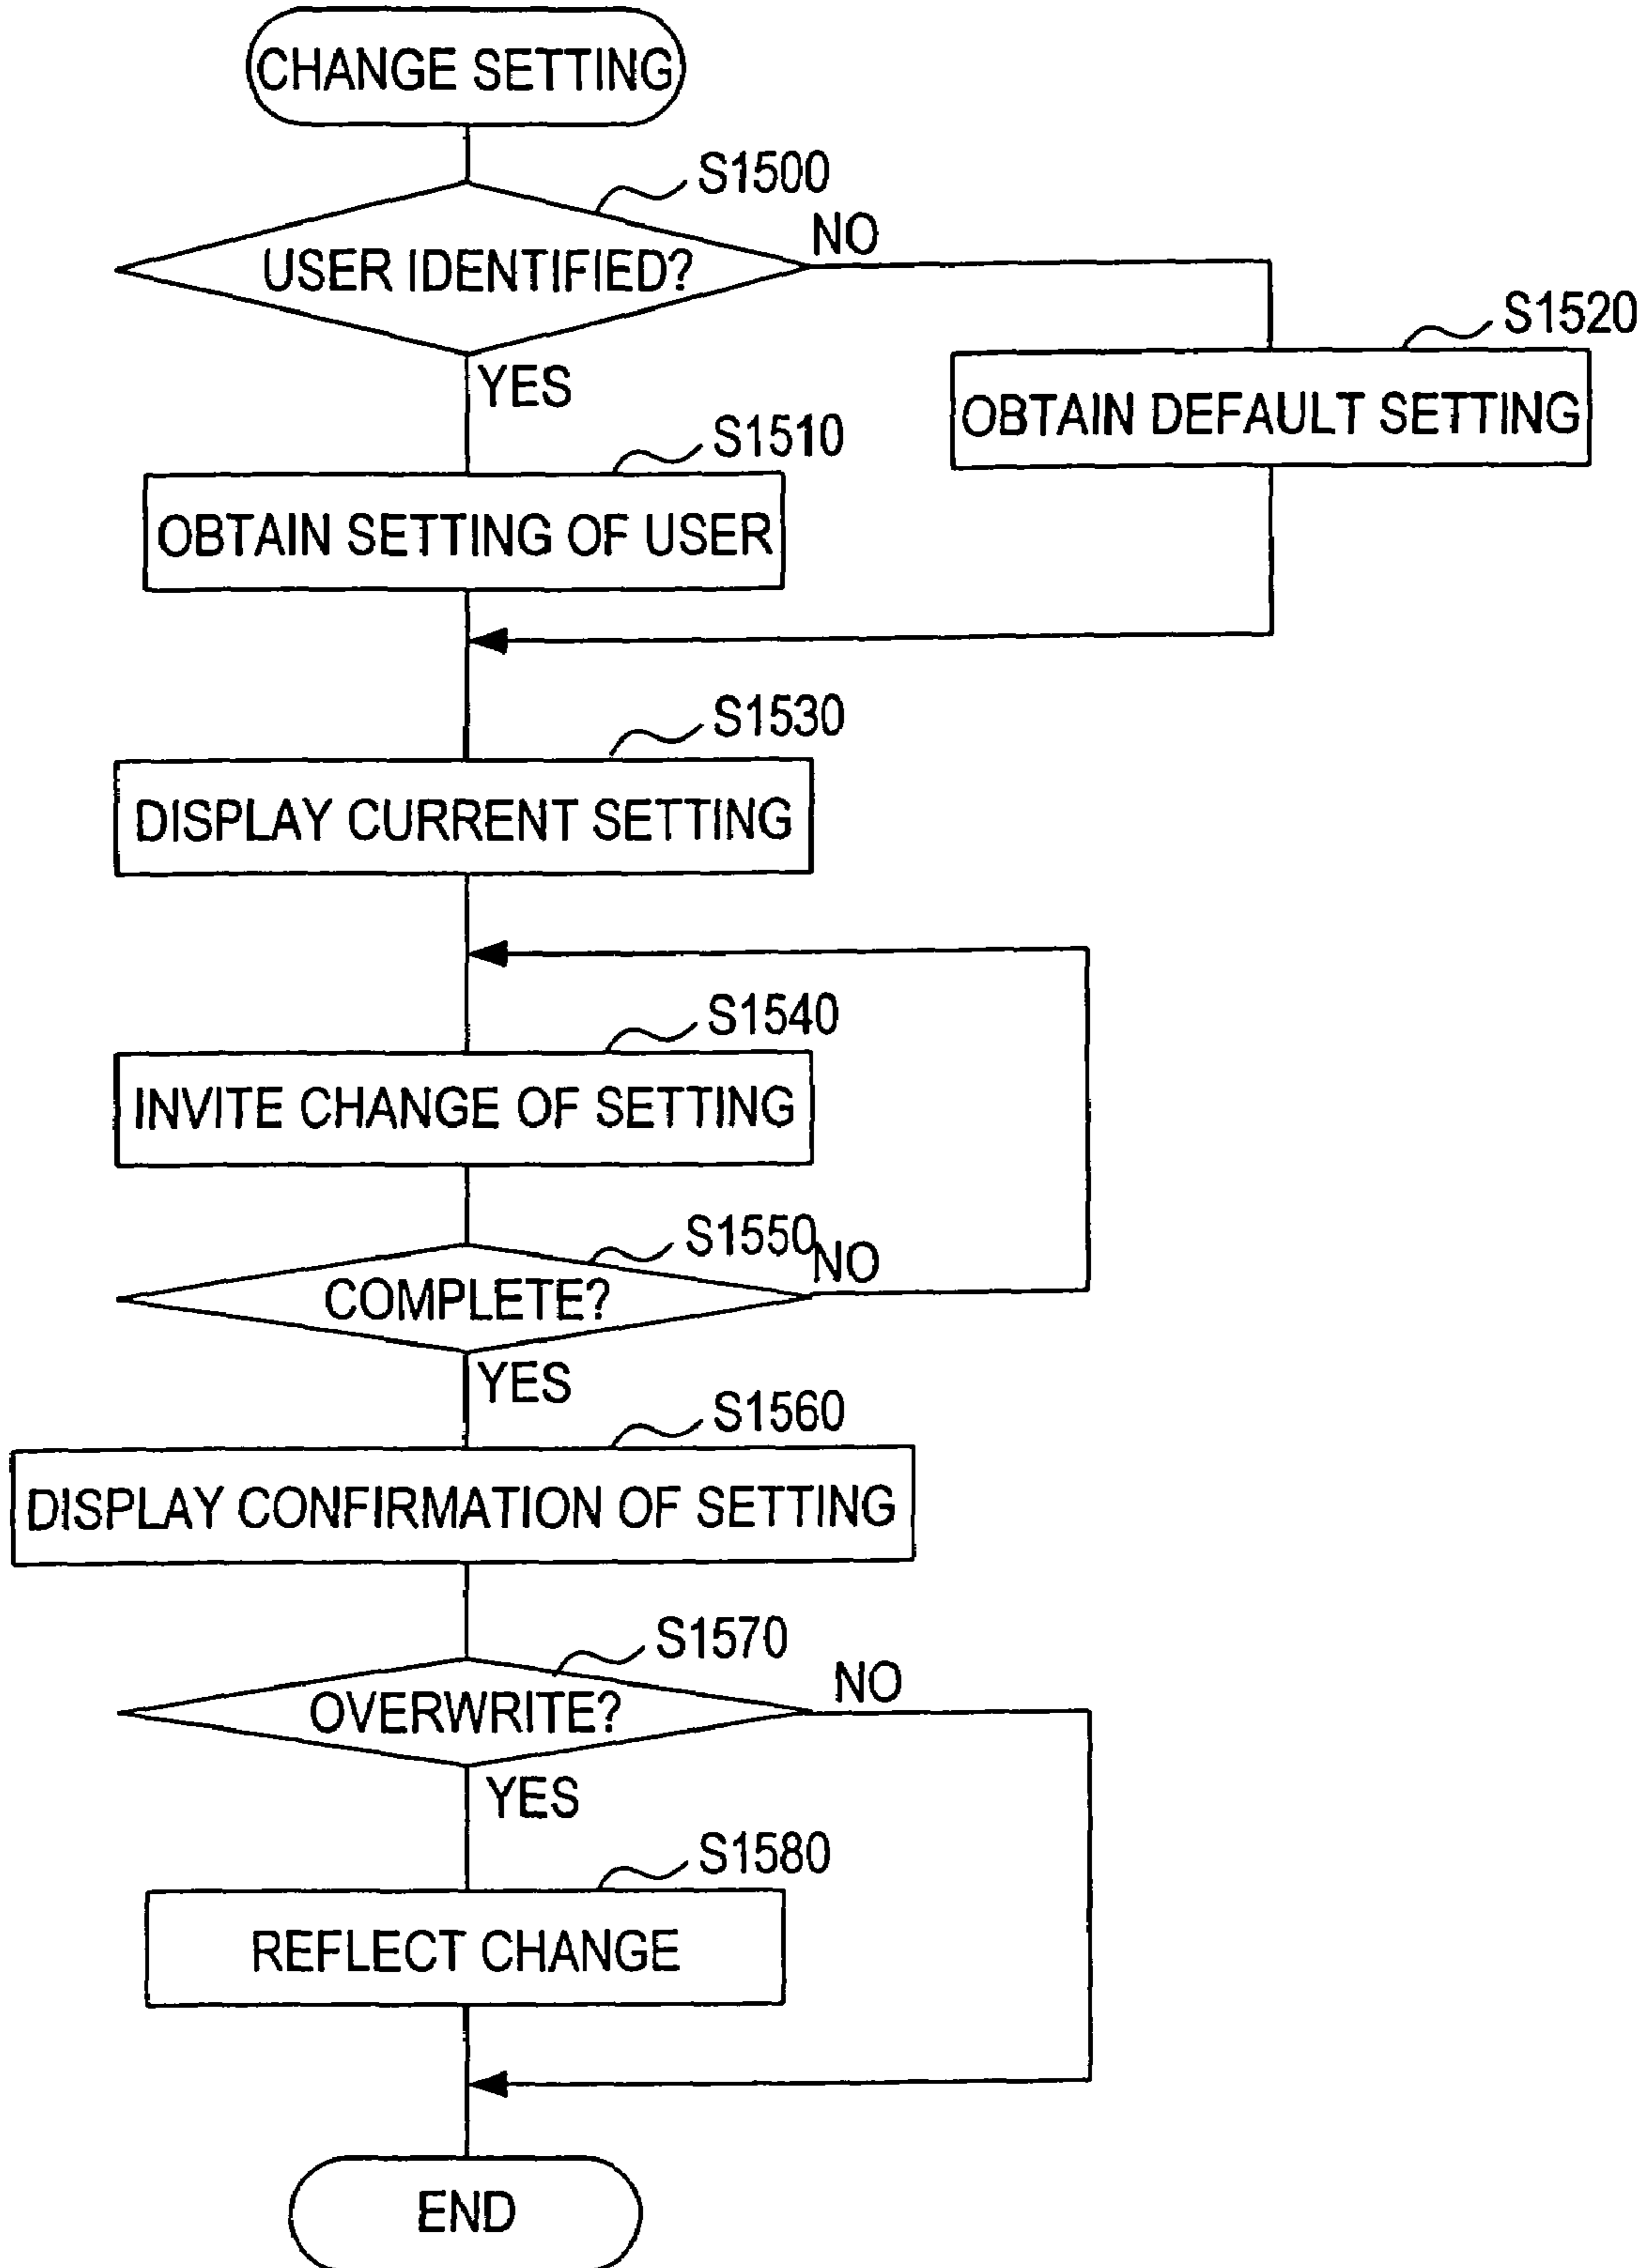 CHANGE SETTING
S1500
USER IDENTIFIED?
NO
YES
S1520
OBTAIN DEFAULT SETTING
S1510
OBTAIN SETTING OF USER
S1530
DISPLAY CURRENT SETTING
S1540
INVITE CHANGE OF SETTING
S1550
NO
COMPLETE?
YES
S1560
DISPLAY CONFIRMATION OF SETTING
S1570
NO
OVERWRITE?
YES
S1580
REFLECT CHANGE
END